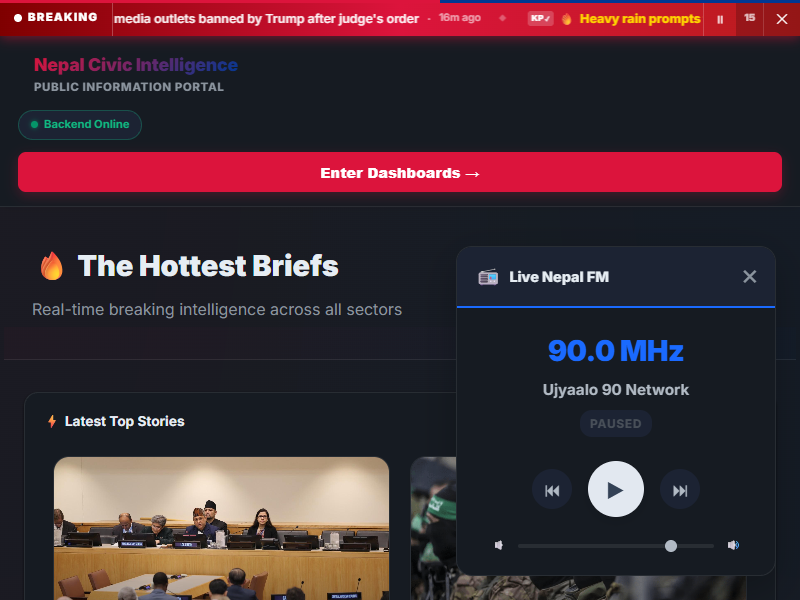 BREAKING
media outlets banned by Trump after judge's order · 16m ago
KP✓ Heavy rain prompts
15
Nepal Civic Intelligence
PUBLIC INFORMATION PORTAL
Backend Online
Enter Dashboards →
The Hottest Briefs
Real-time breaking intelligence across all sectors
Live Nepal FM
90.0 MHz
Ujyaalo 90 Network
PAUSED
Latest Top Stories